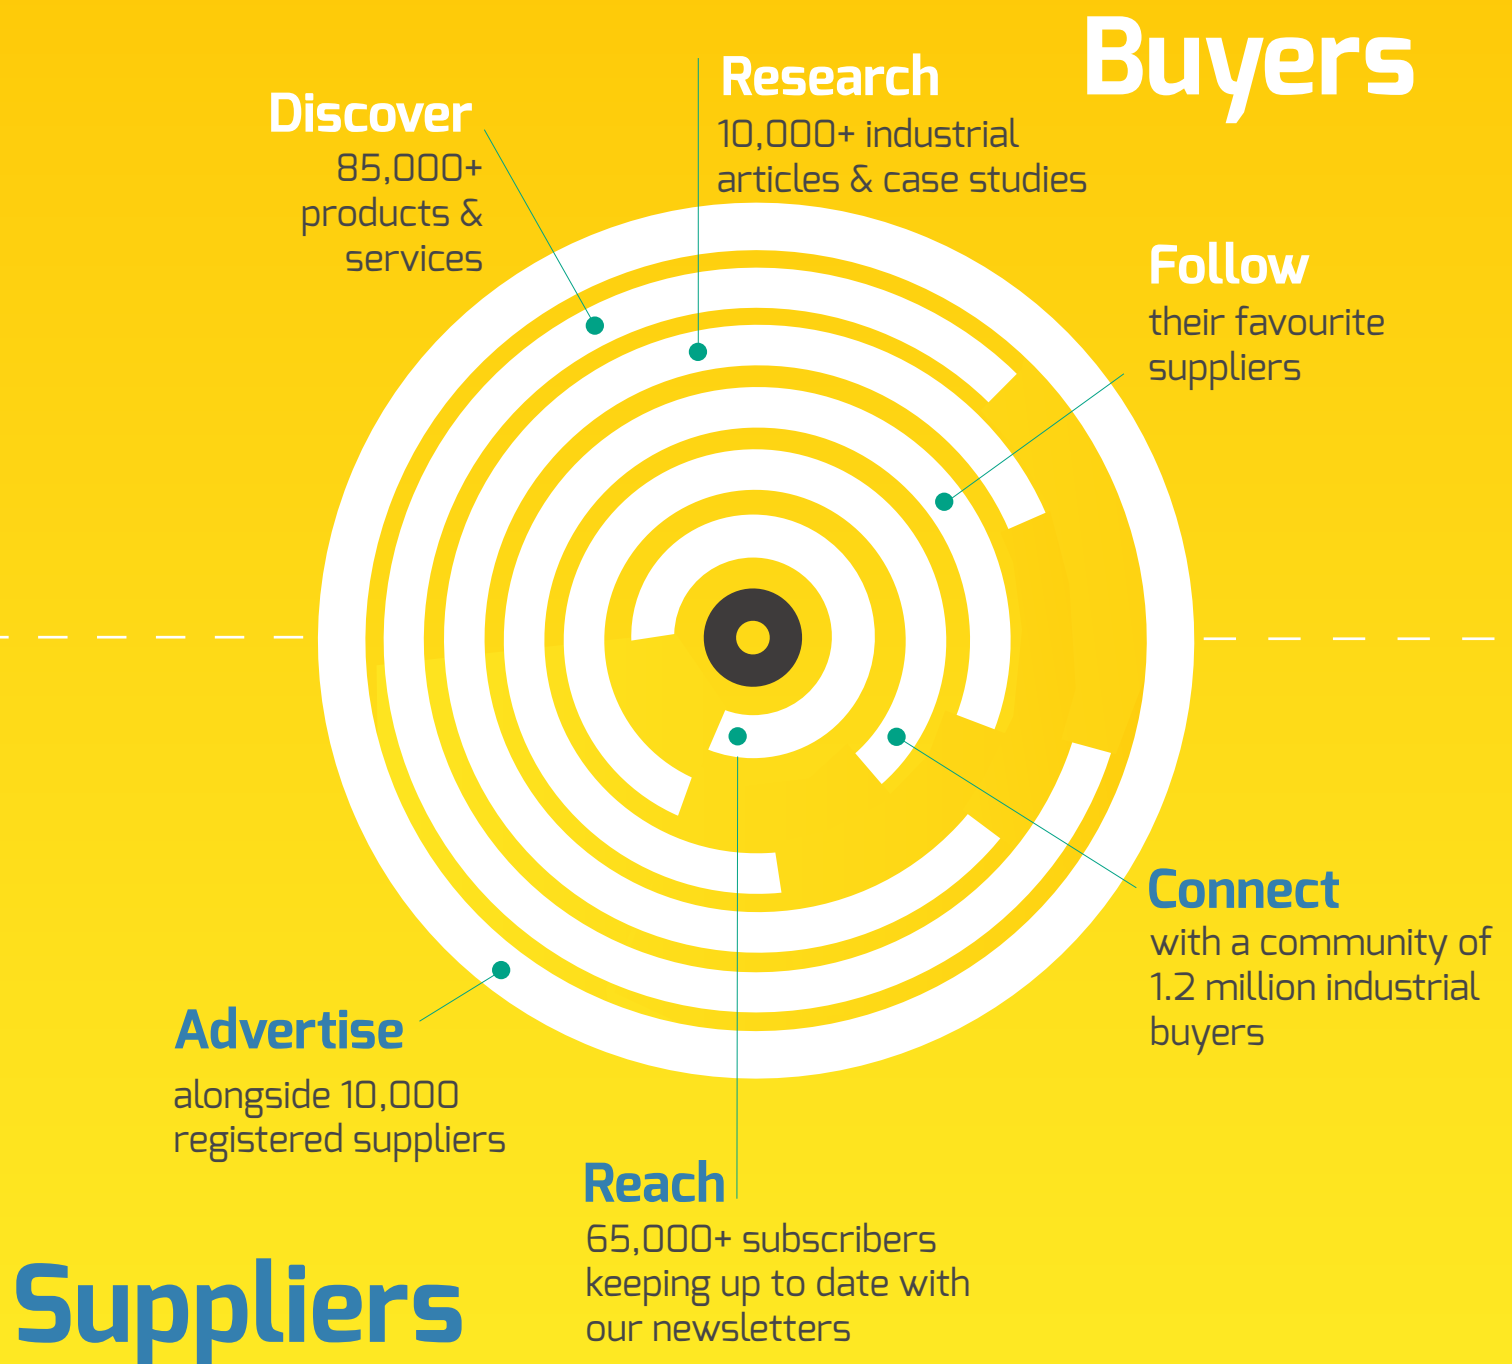 Buyers
Discover
85,000+
products &
services
Research
10,000+ industrial
articles & case studies
Follow
their favourite
suppliers
Connect
with a community of
1.2 million industrial
buyers
Advertise
alongside 10,000
registered suppliers
Reach
65,000+ subscribers
keeping up to date with
our newsletters
Suppliers